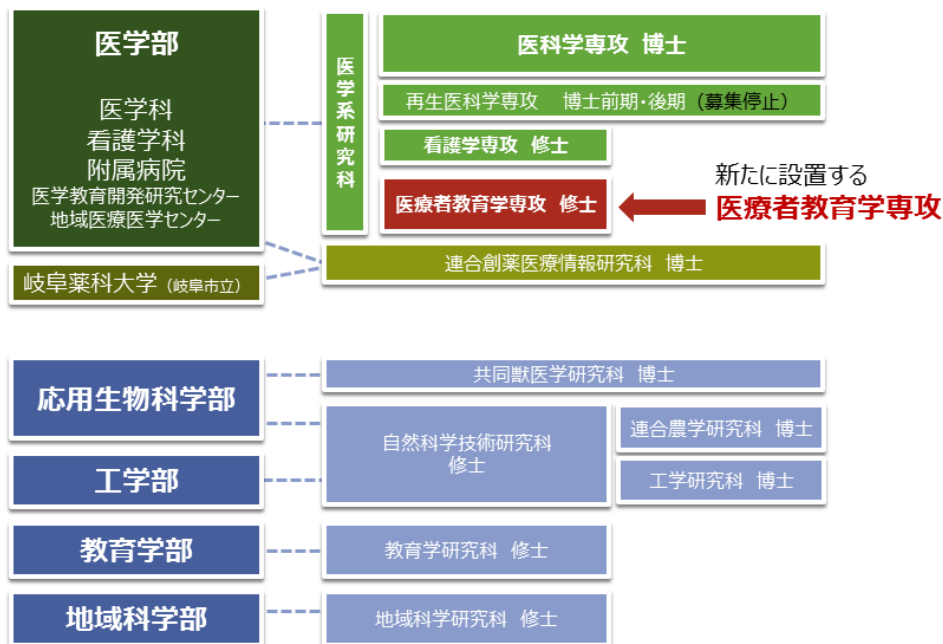 医学部
医学科
看護学科
附属病院
医学教育開発研究センター
地域医療医学センター
岐阜薬科大学（岐阜市立）
医学系研究科
医科学専攻 博士
再生医科学専攻 博士前期・後期（募集停止）
看護学専攻 修士
医療者教育学専攻 修士
新たに設置する
医療者教育学専攻
連合創薬医療情報研究科 博士
応用生物科学部
工学部
教育学部
地域科学部
共同獣医学研究科 博士
自然科学技術研究科
修士
連合農学研究科 博士
工学研究科 博士
教育学研究科 修士
地域科学研究科 修士